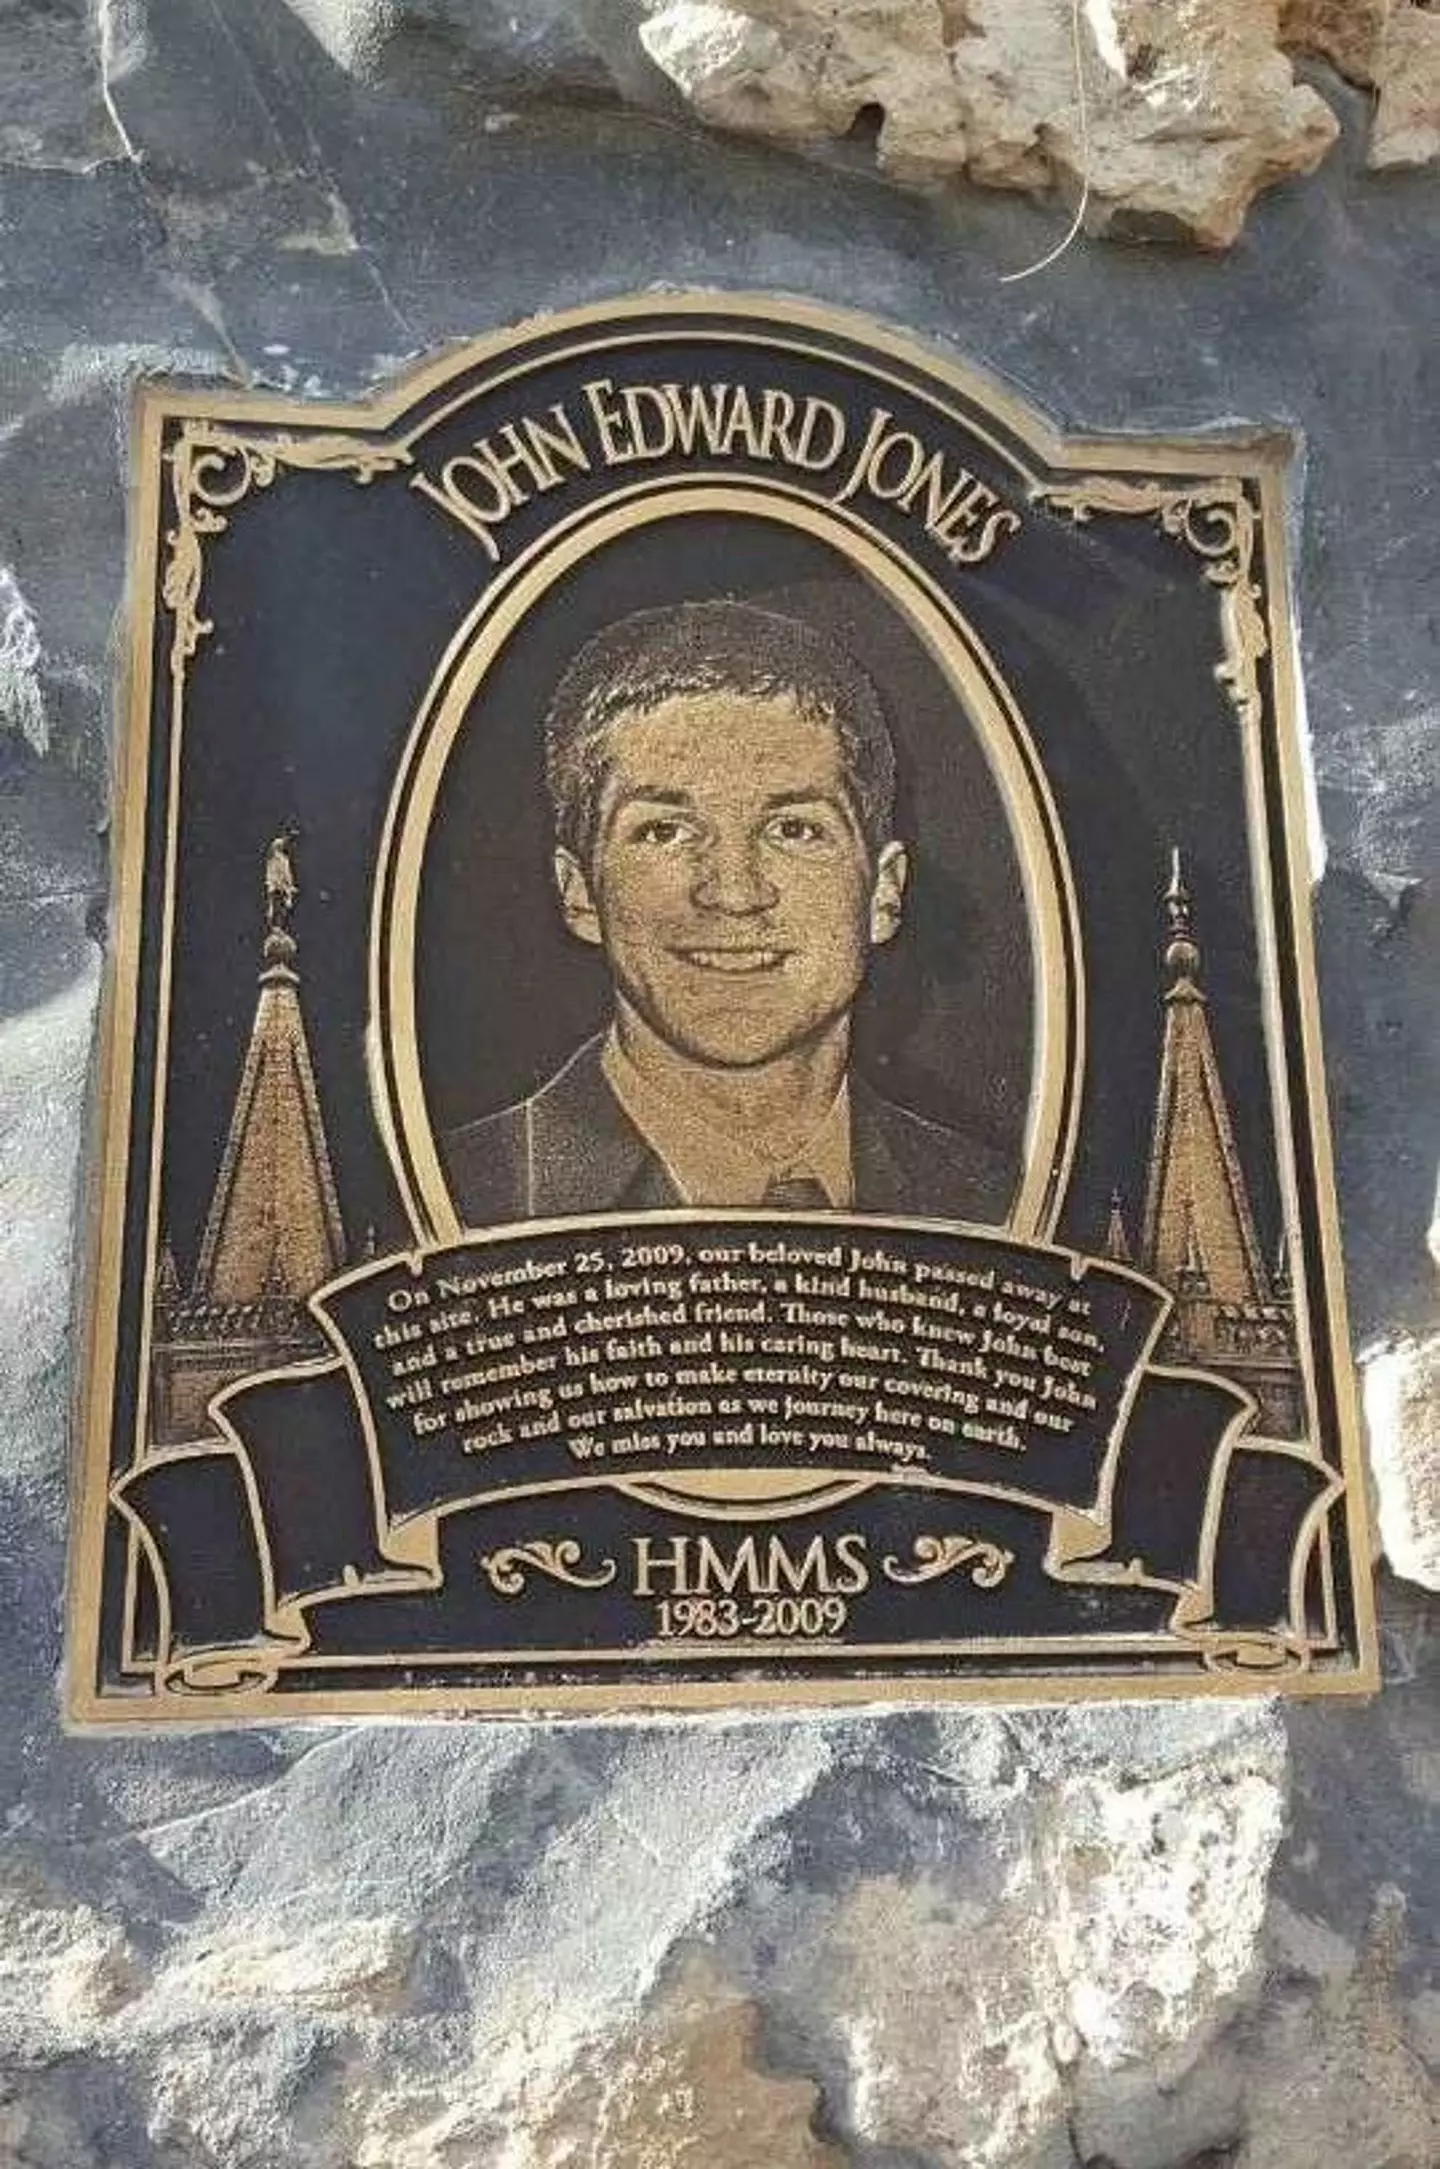 JOHN EDWARD JONES
On November 25, 2009, our beloved John passed away at
this site. He was a loving father, a kind husband, a loyal son,
and a true and cherished friend. Those who knew John best
will remember his faith and his caring heart. Thank you John
for showing us how to make eternity our covering and our
rock and our salvation as we journey here on earth.
We miss you and love you always.
HMMS
1983-2009